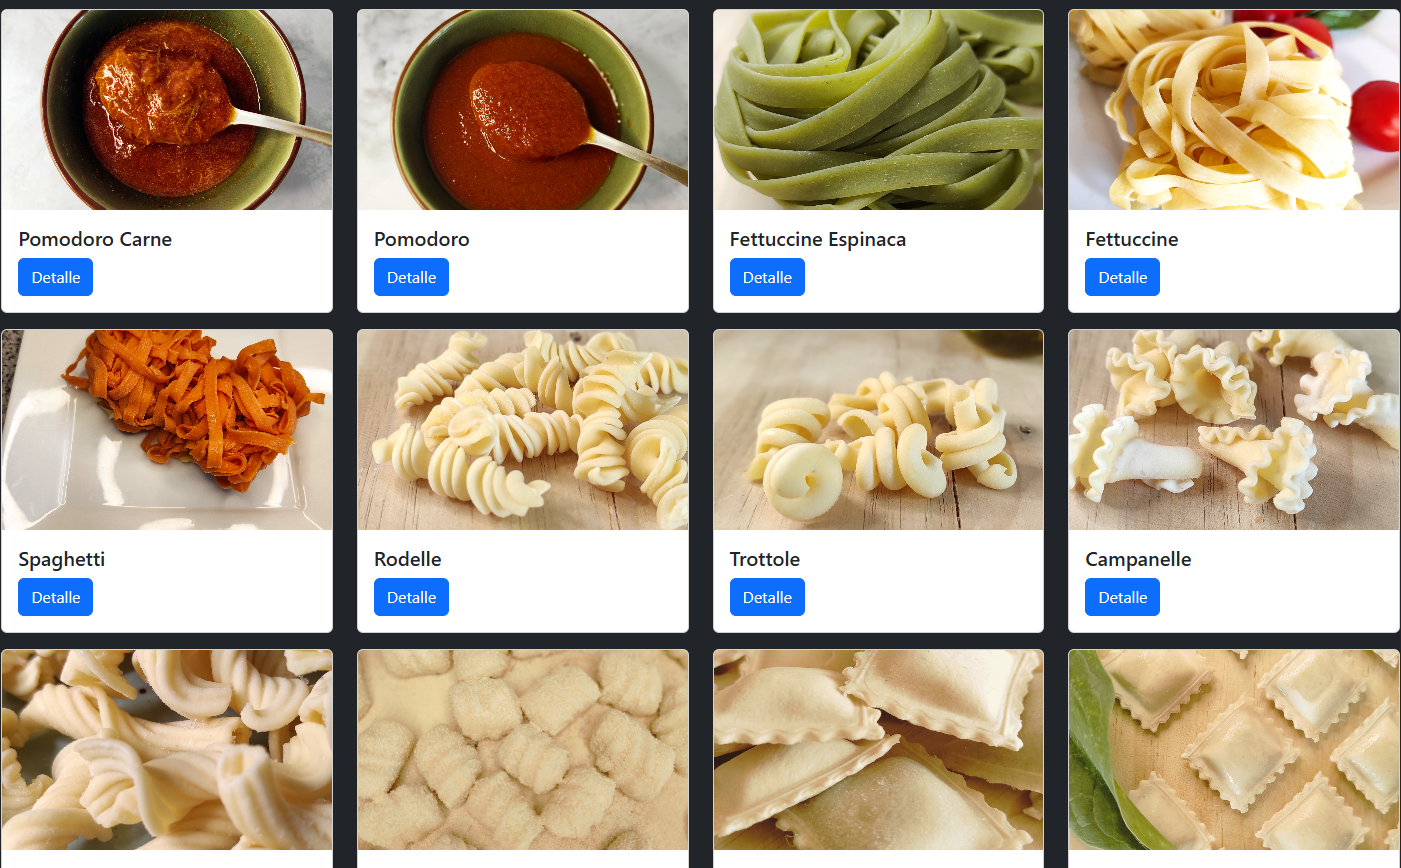 Pomodoro Carne
Detalle
Pomodoro
Detalle
Fettuccine Espinaca
Detalle
Fettuccine
Detalle
Spaghetti
Detalle
Rodelle
Detalle
Trottole
Detalle
Campanelle
Detalle